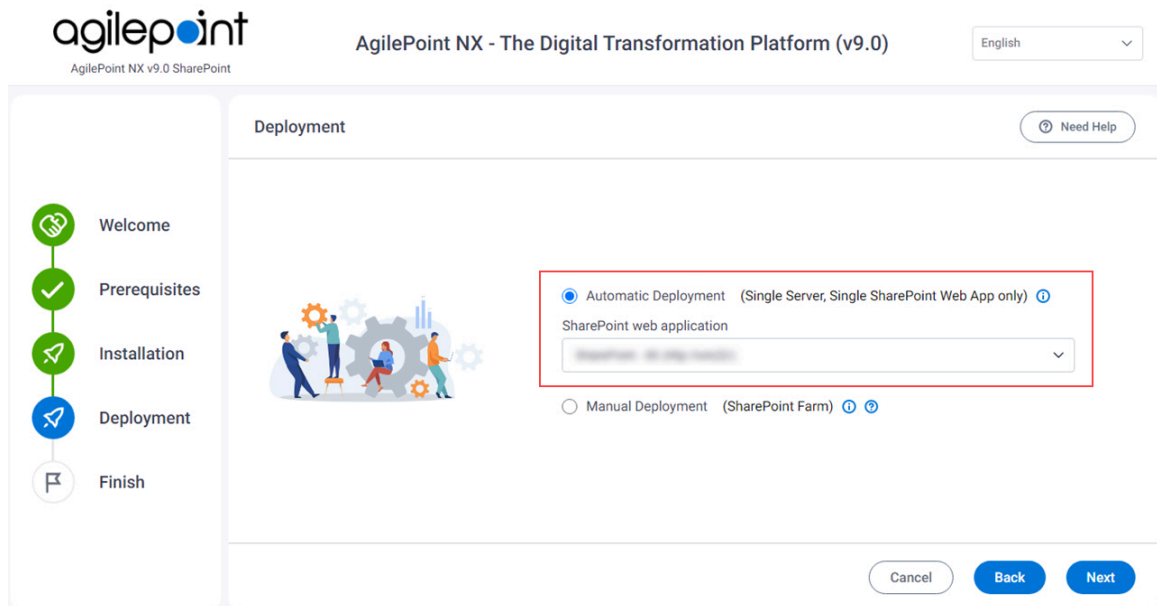 agilepoint
AgilePoint NX v9.0 SharePoint
AgilePoint NX - The Digital Transformation Platform (v9.0)
English
Deployment
Need Help
Welcome
Prerequisites
Installation
Deployment
Finish
Automatic Deployment (Single Server, Single SharePoint Web App only)
SharePoint web application
Manual Deployment (SharePoint Farm)
Cancel
Back
Next